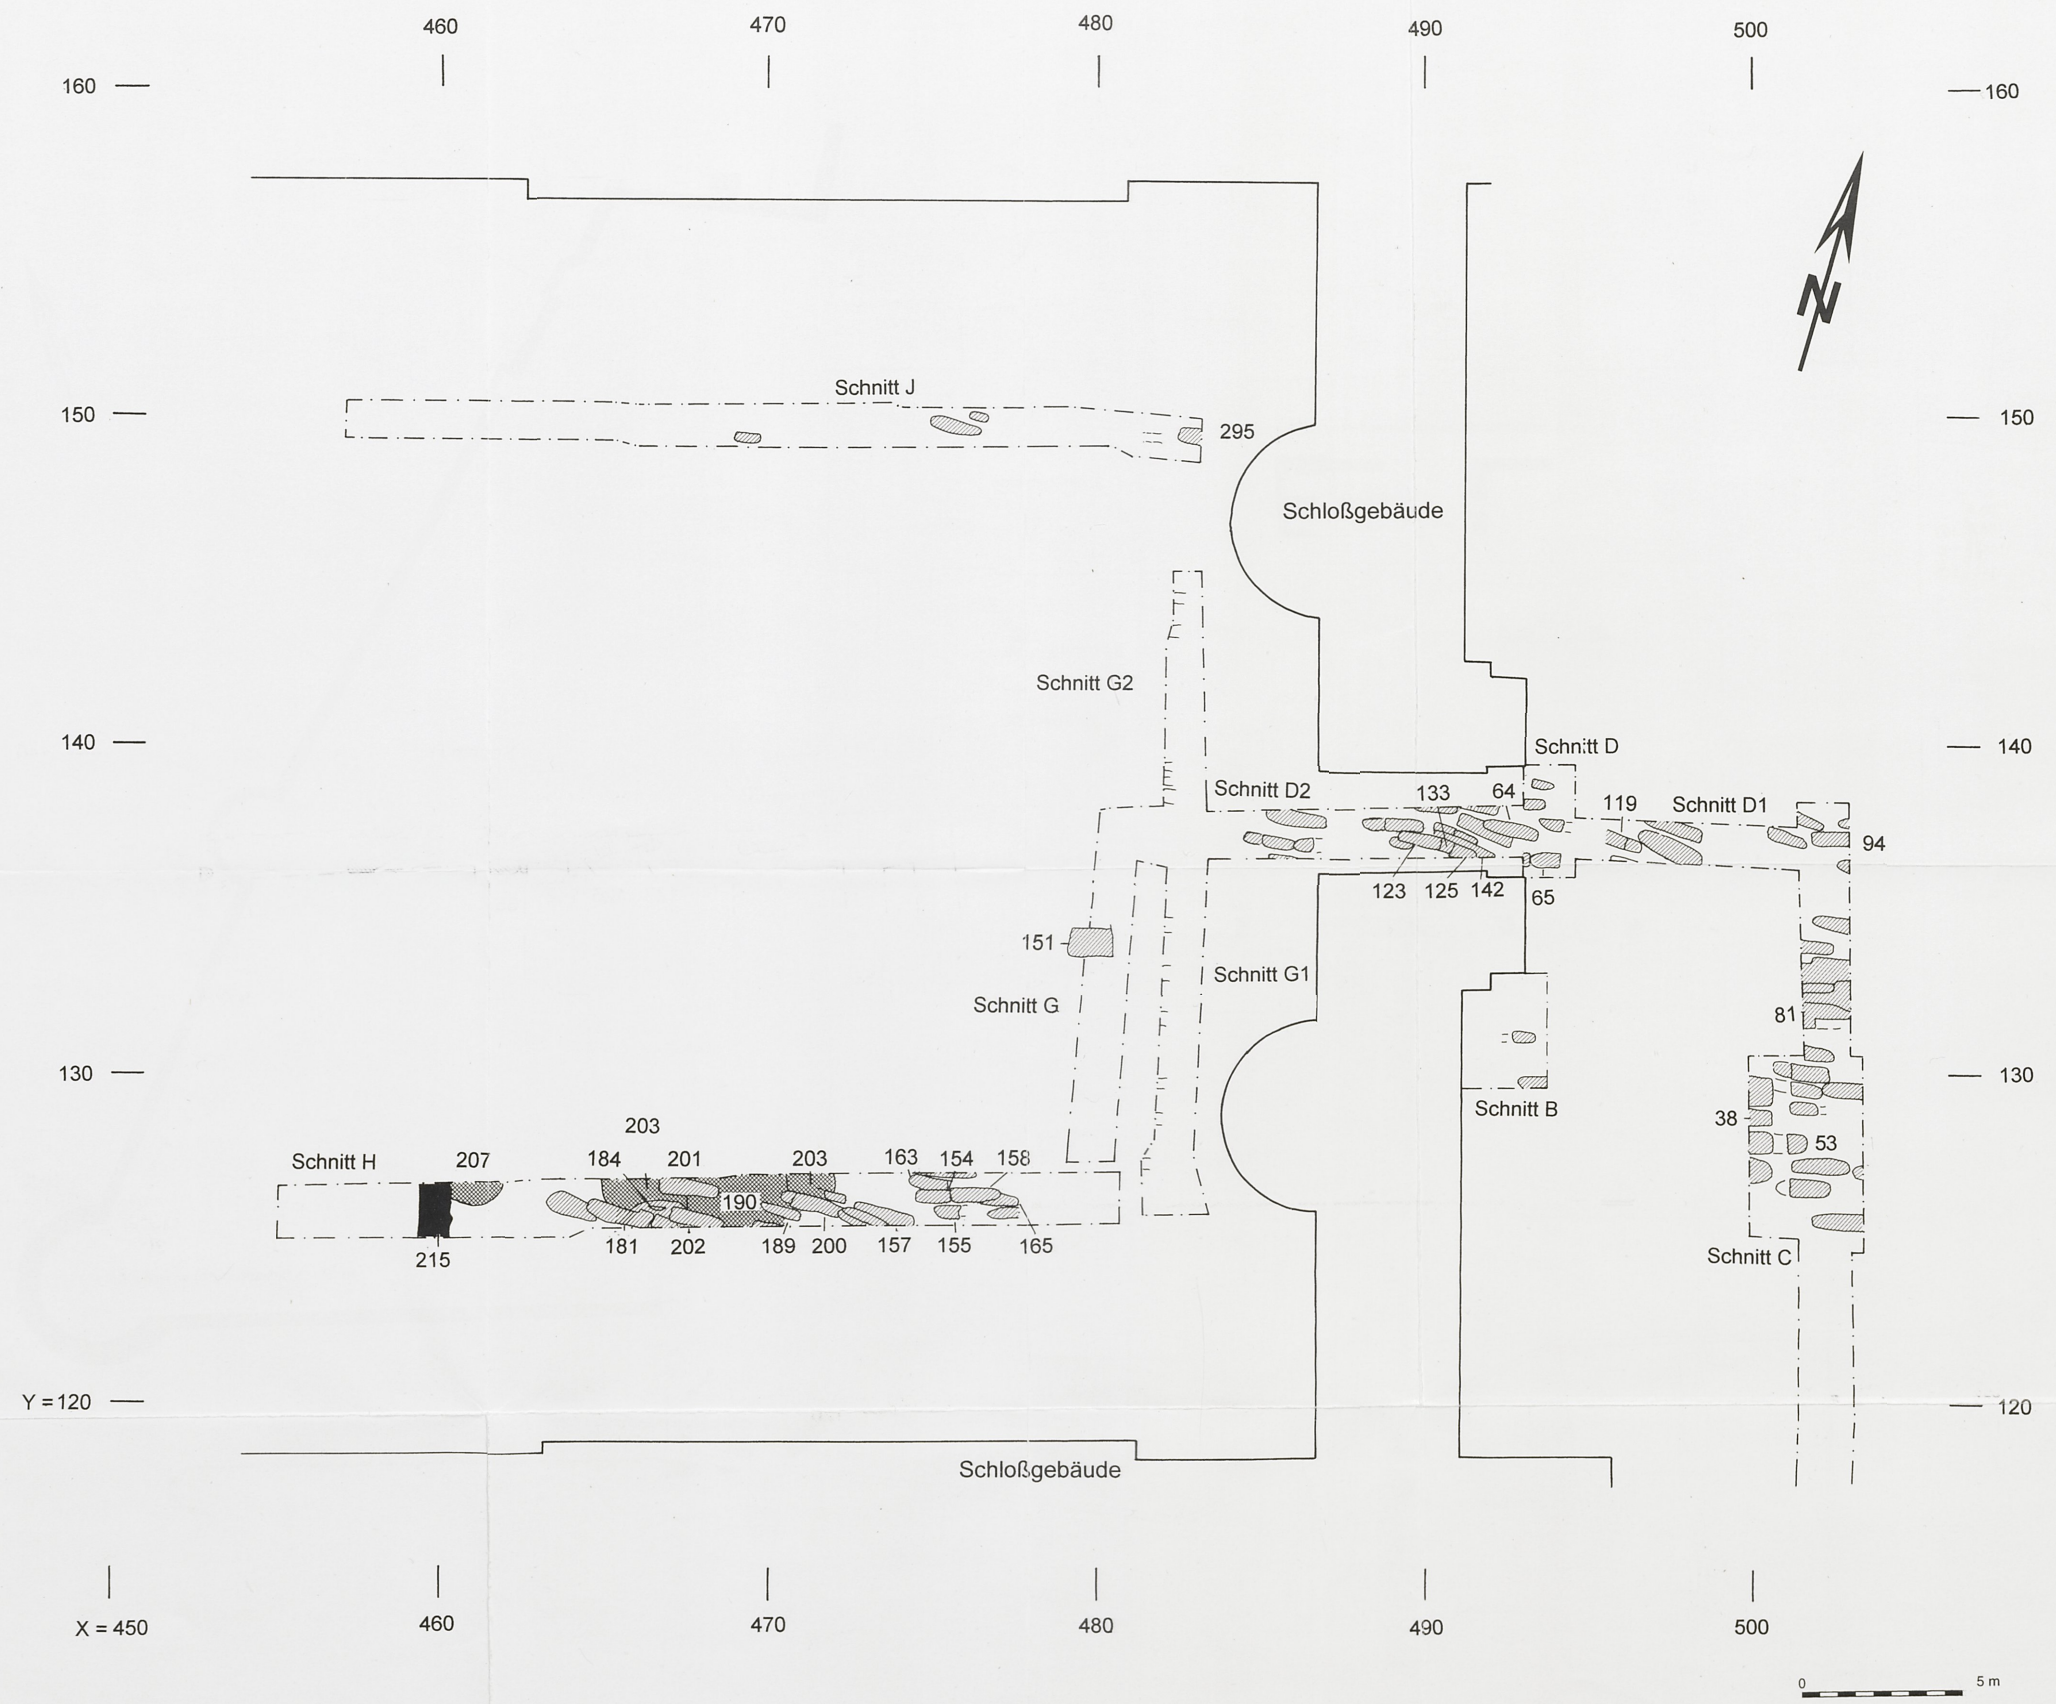 460 470 480 490 500
160 160
Schnitt J
150 150
295
Schloßgebäude
Schnitt G2
140 Schnitt D 140
Schnitt D2 133 64 119 Schnitt D1
94
123 125 142 65
151
Schnitt G1
Schnitt G
81
130 130
Schnitt B
38
53
203
Schnitt H 207 184 201 203 163 154 158
190
215 181 202 189 200 157 155 165
Schnitt C
Y = 120 120
Schloßgebäude
X = 450 460 470 480 490 500
0 5 m
N